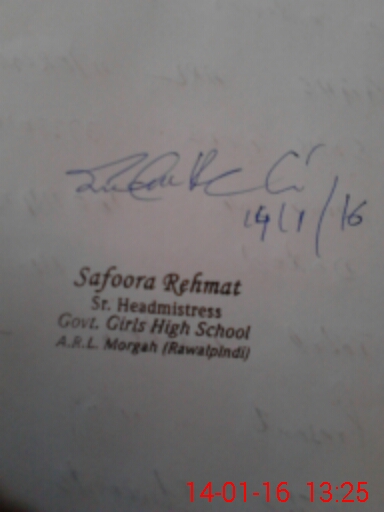 14/1/16
Safoora Rehmat
Sr. Headmistress
Govt. Girls High School
A.R.L. Morgah (Rawalpindi)
14-01-16 13:25